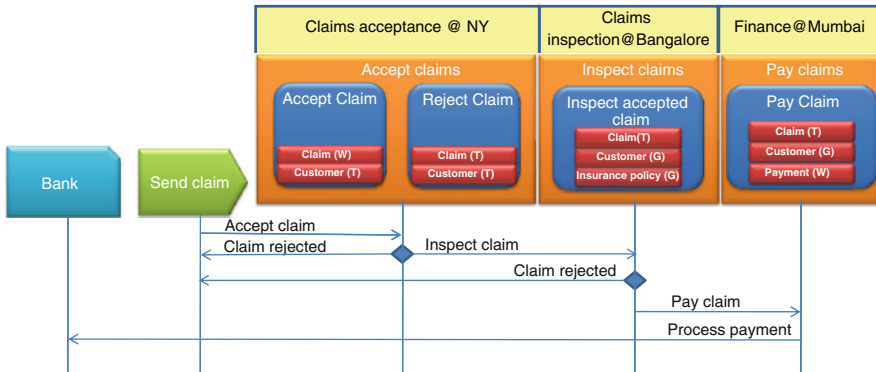 Claims acceptance @ NY
Claims
inspection@Bangalore
Finance@Mumbai
Accept claims
Inspect claims
Pay claims
Accept Claim
Claim (W)
Customer (T)
Reject Claim
Claim (T)
Customer (T)
Inspect accepted
claim
Claim(T)
Customer (G)
Insurance policy (G)
Pay Claim
Claim (T)
Customer (G)
Payment (W)
Bank
Send claim
Accept claim
Claim rejected
Inspect claim
Claim rejected
Pay claim
Process payment